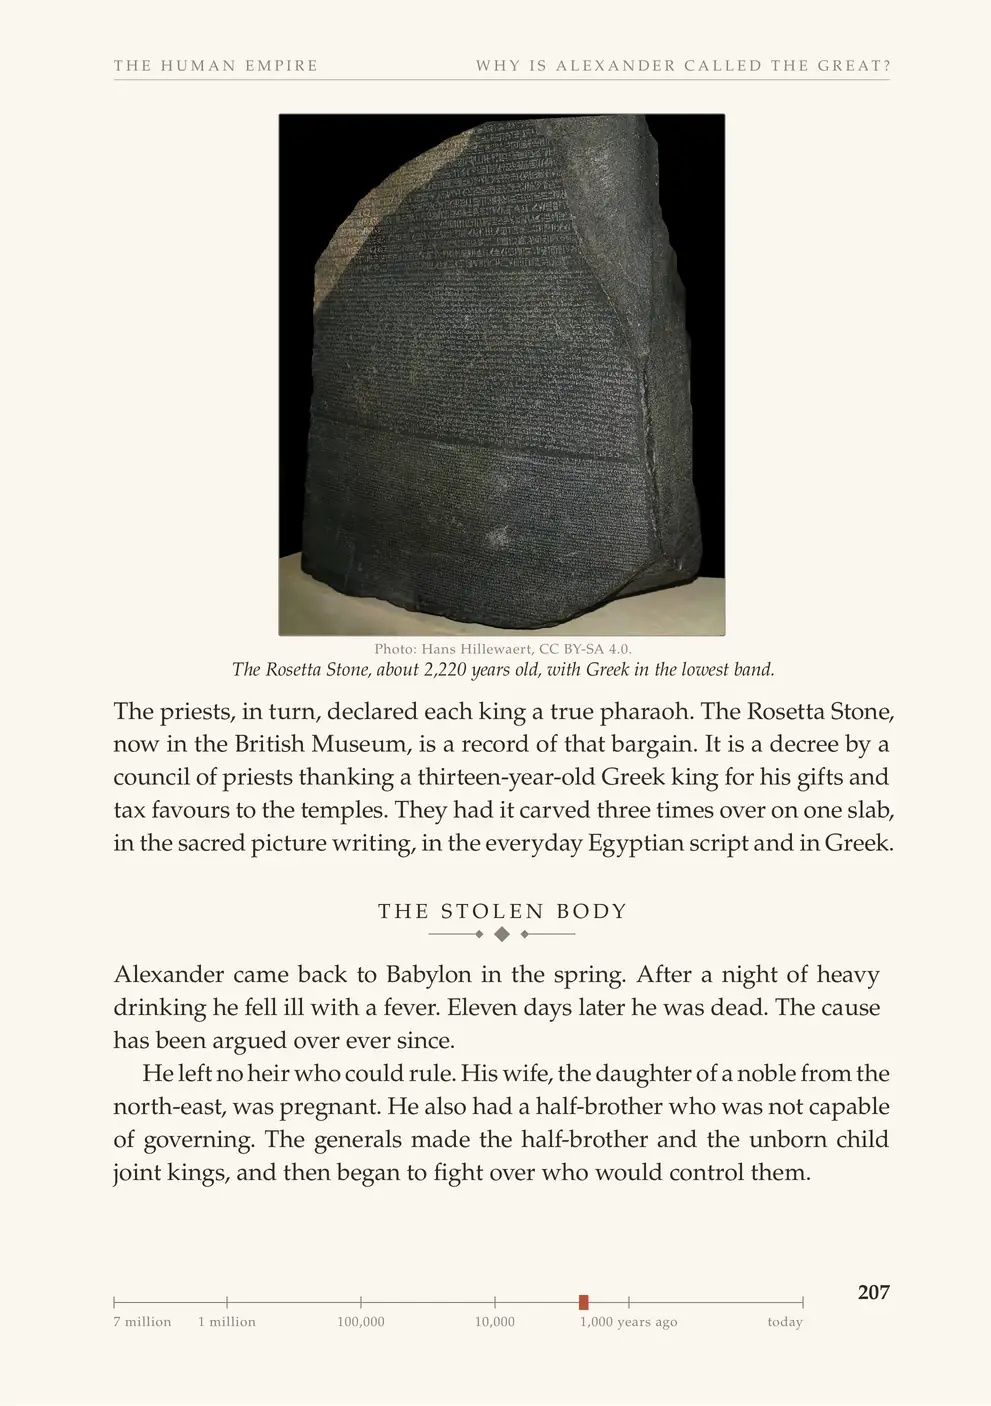 THE HUMAN EMPIRE
WHY IS ALEXANDER CALLED THE GREAT?
Photo: Hans Hillewaert, CC BY-SA 4.0.
The Rosetta Stone, about 2,220 years old, with Greek in the lowest band.
The priests, in turn, declared each king a true pharaoh. The Rosetta Stone,
now in the British Museum, is a record of that bargain. It is a decree by a
council of priests thanking a thirteen-year-old Greek king for his gifts and
tax favours to the temples. They had it carved three times over on one slab,
in the sacred picture writing, in the everyday Egyptian script and in Greek.
THE STOLEN BODY
Alexander came back to Babylon in the spring. After a night of heavy
drinking he fell ill with a fever. Eleven days later he was dead. The cause
has been argued over ever since.
He left no heir who could rule. His wife, the daughter of a noble from the
north-east, was pregnant. He also had a half-brother who was not capable
of governing. The generals made the half-brother and the unborn child
joint kings, and then began to fight over who would control them.
207
7 million 1 million 100,000 10,000 1,000 years ago today